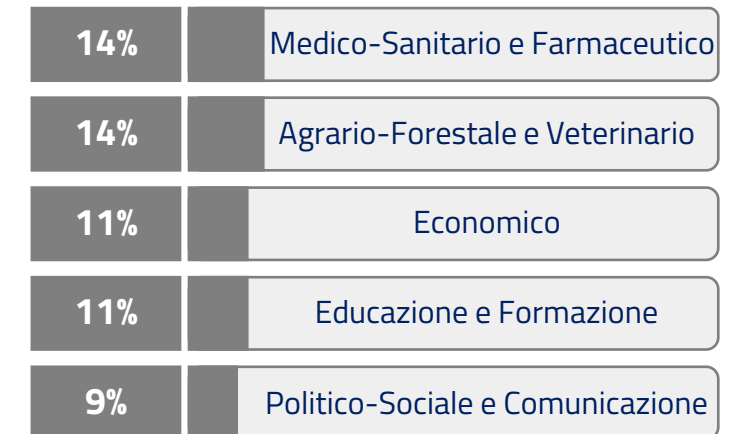 14% Medico-Sanitario e Farmaceutico
14% Agrario-Forestale e Veterinario
11% Economico
11% Educazione e Formazione
9% Politico-Sociale e Comunicazione